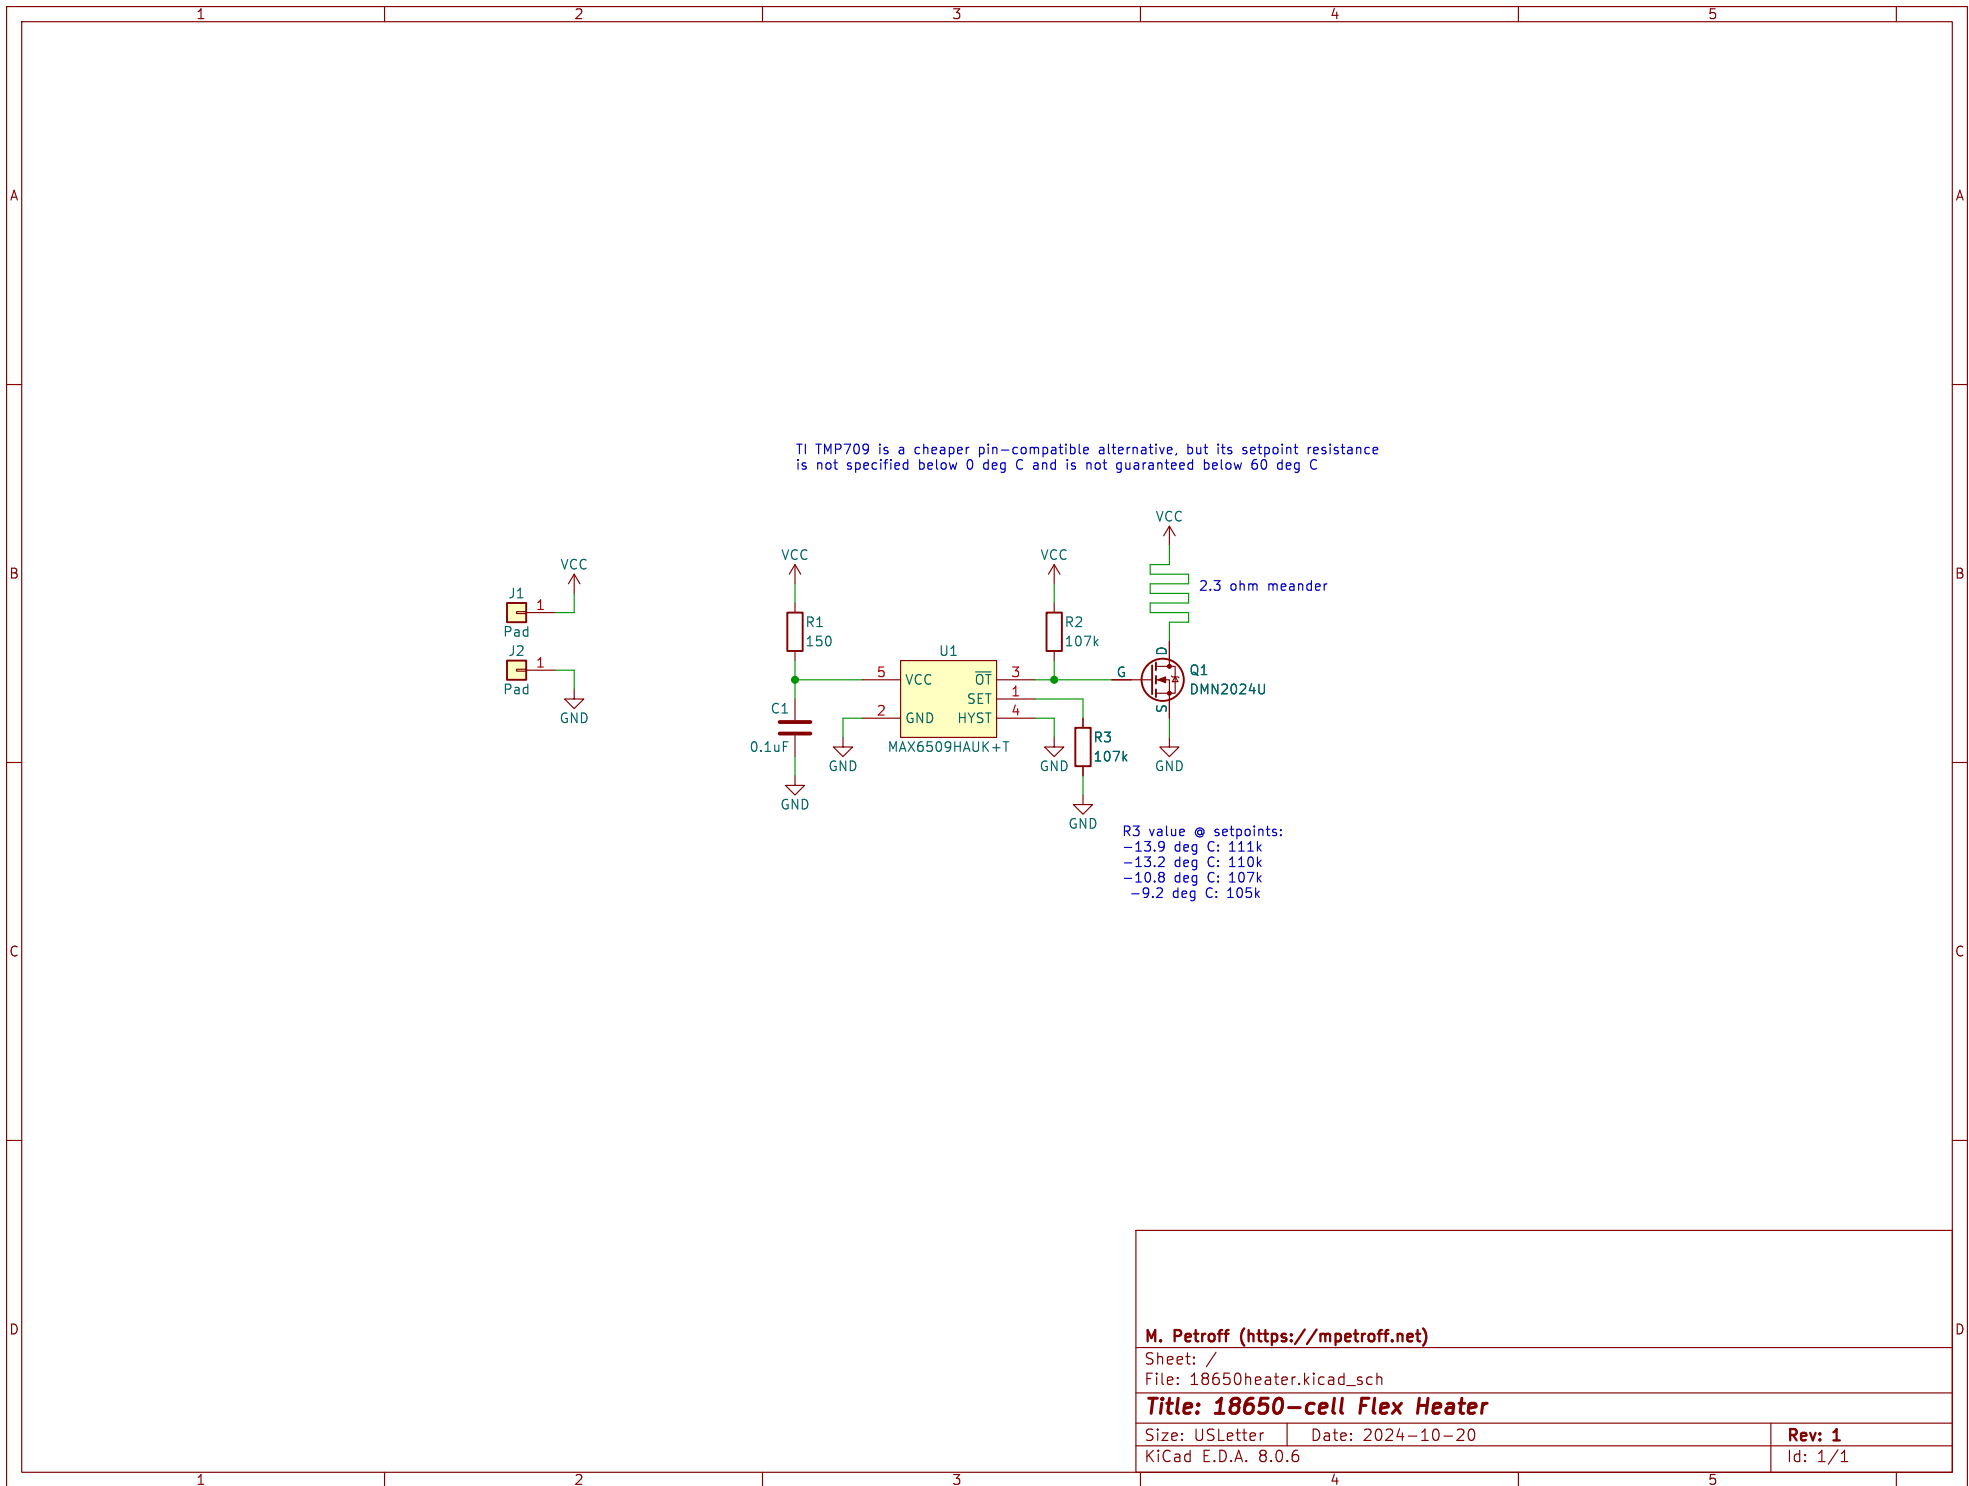 1 2 3 4 5
A A
TI TMP709 is a cheaper pin-compatible alternative, but its setpoint resistance
is not specified below 0 deg C and is not guaranteed below 60 deg C
VCC
VCC
VCC
VCC
B B
2.3 ohm meander
J1
1
Pad
J2
1
Pad
GND
R1
150
R2
107k
U1
5 VCC
2 GND
OT 3
SET 1
HYST 4
MAX6509HAUK+T
G
D
S
Q1
DMN2024U
C1
0.1uF
GND
GND
GND
R3
107k
GND
GND
R3 value @ setpoints:
-13.9 deg C: 111k
-13.2 deg C: 110k
-10.8 deg C: 107k
-9.2 deg C: 105k
C C
D D
M. Petroff (https://mpetroff.net)
Sheet: /
File: 18650heater.kicad_sch
Title: 18650-cell Flex Heater
Size: USLetter Date: 2024-10-20 Rev: 1
KiCad E.D.A. 8.0.6 Id: 1/1
1 2 3 4 5